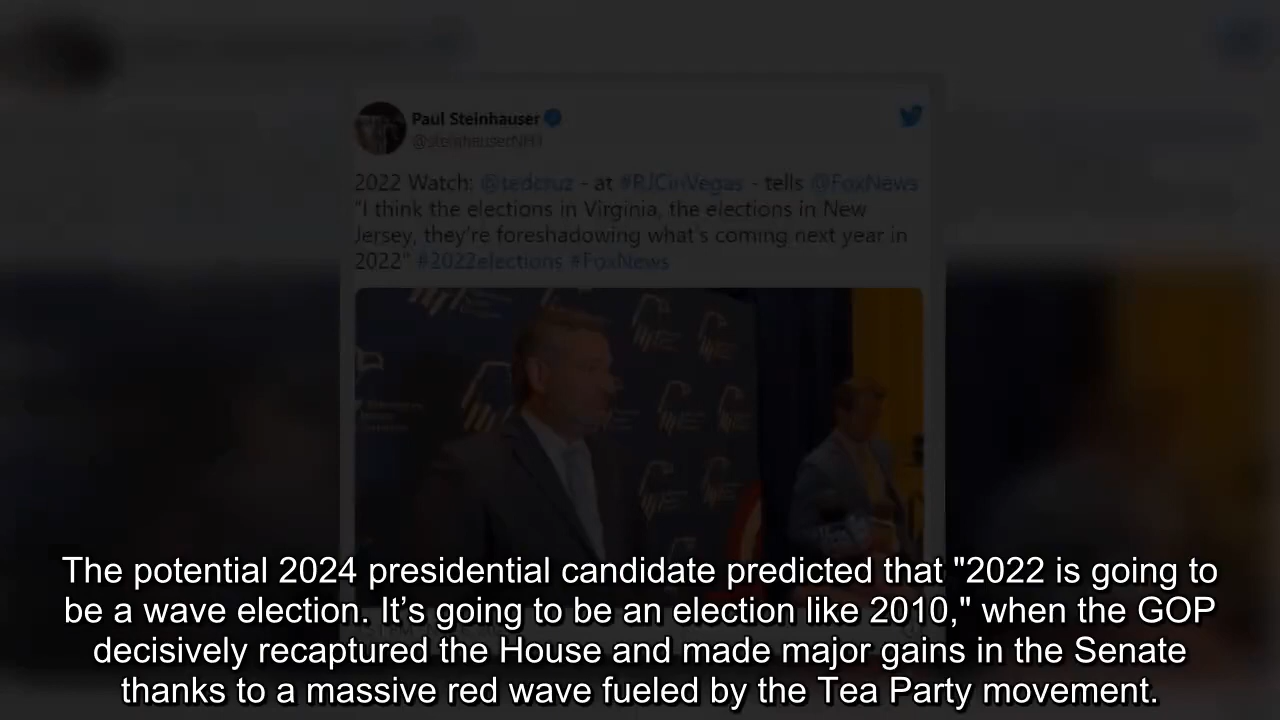 Paul Steinhauser
@steinhauserNH1
2022 Watch: @tedcruz - at #RJCinVegas - tells @FoxNews
"I think the elections in Virginia, the elections in New
Jersey, they're foreshadowing what's coming next year in
2022" #2022elections #FoxNews
The potential 2024 presidential candidate predicted that "2022 is going to
be a wave election. It’s going to be an election like 2010," when the GOP
decisively recaptured the House and made major gains in the Senate
thanks to a massive red wave fueled by the Tea Party movement.